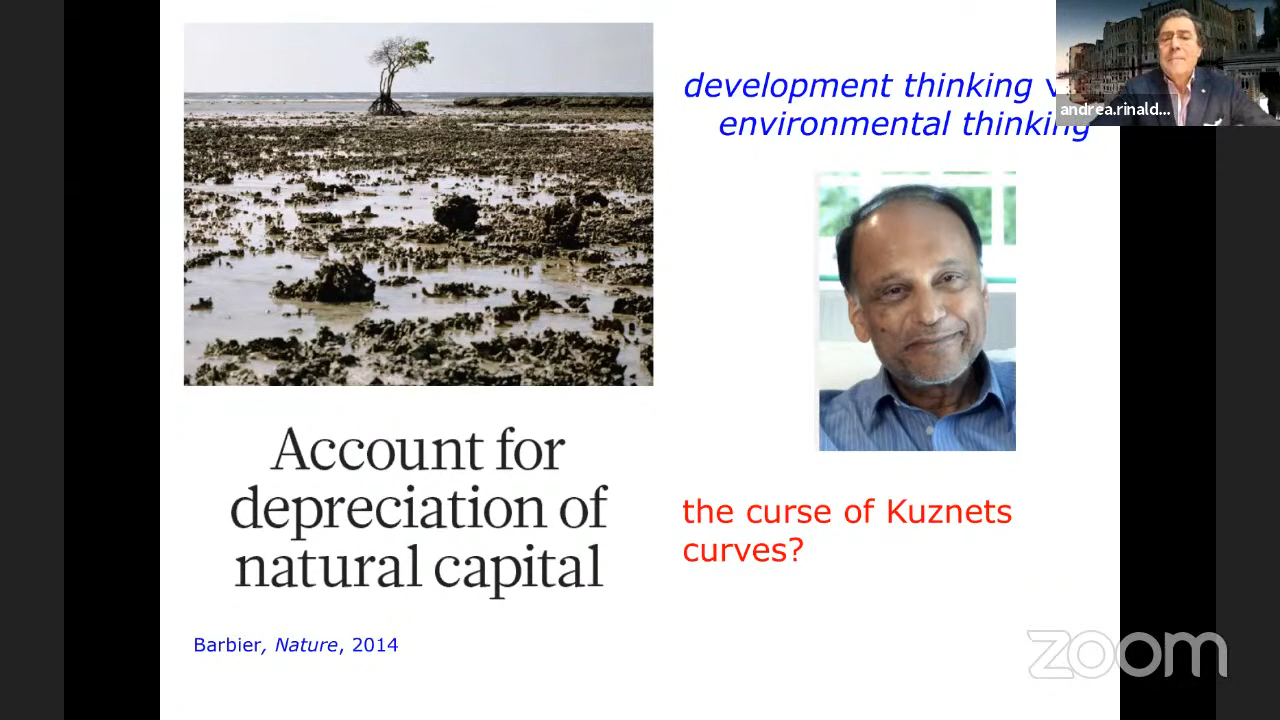 development thinking v
environmental thinking
andrea.rinald...
Account for
depreciation of
natural capital
the curse of Kuznets
curves?
Barbier, Nature, 2014
zoom